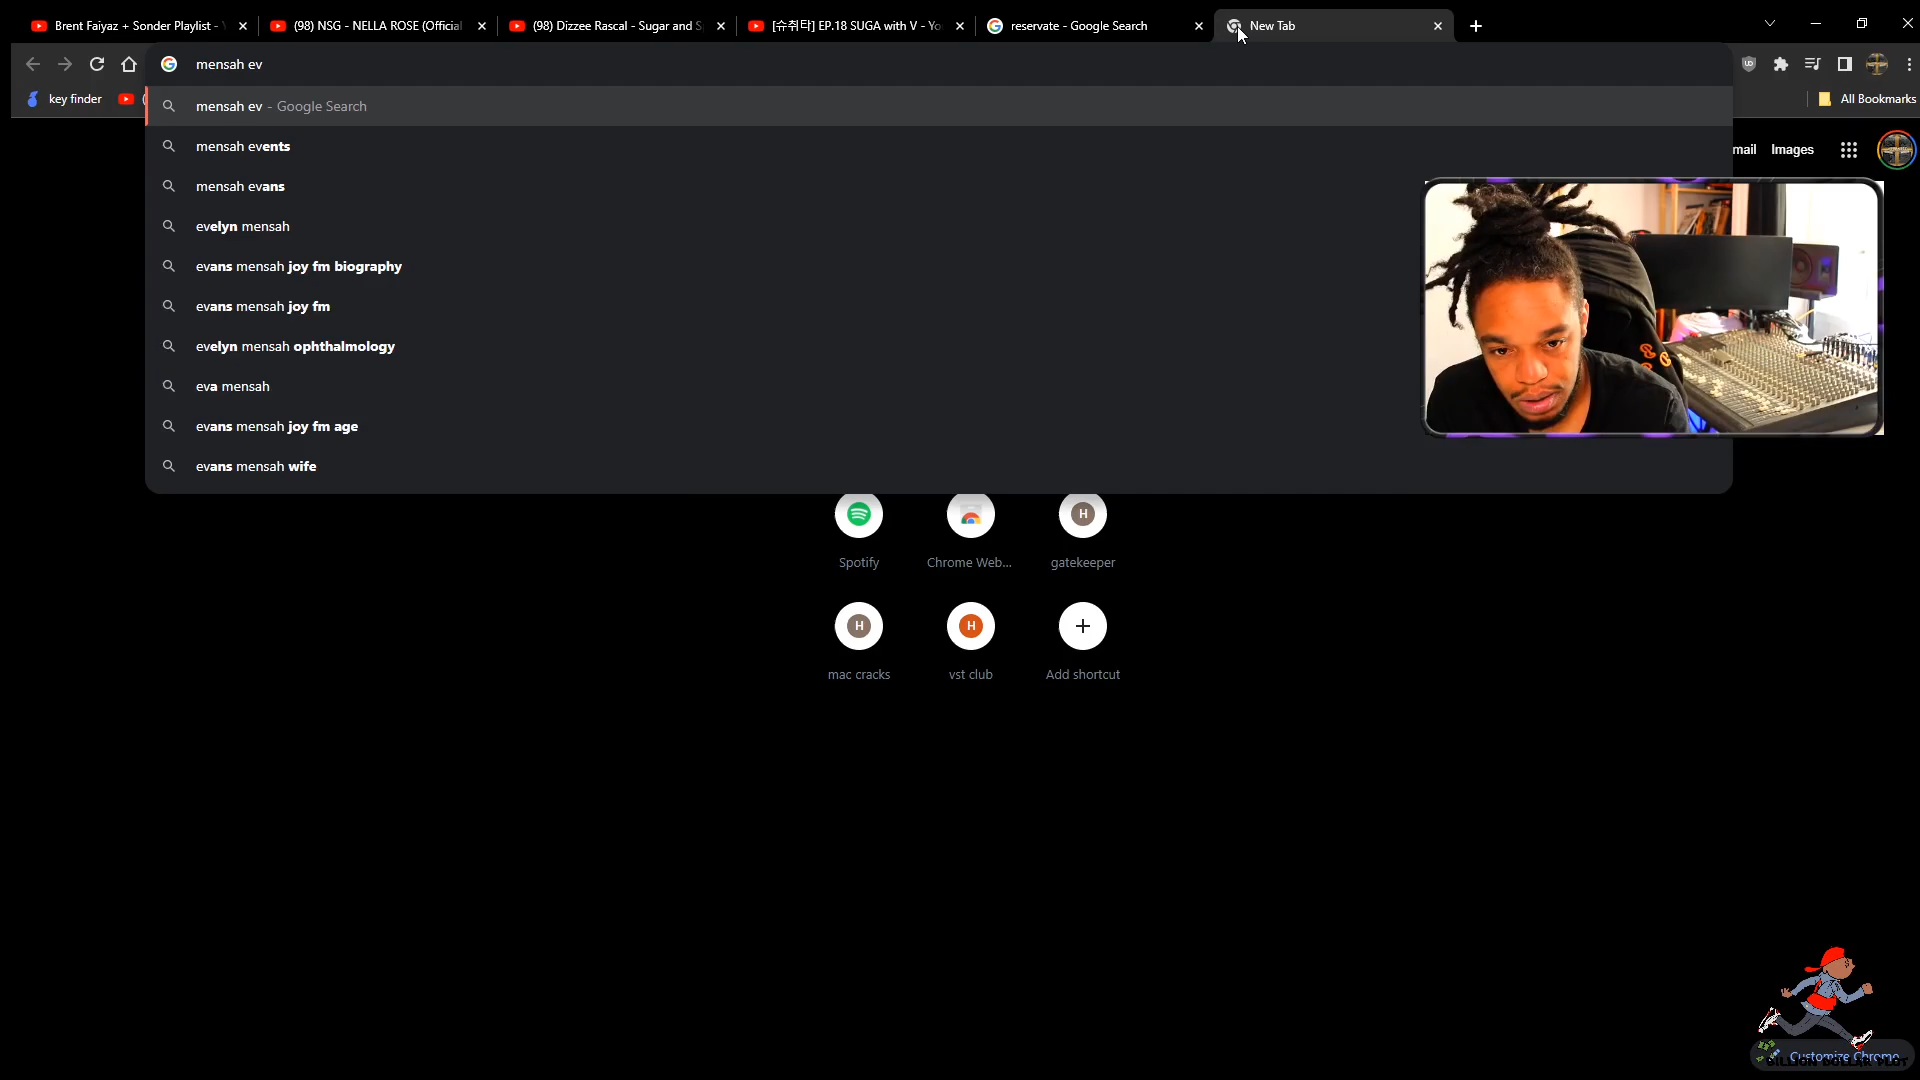 Brent Faiyaz + Sonder Playlist -
(98) NSG - NELLA ROSE (Official
(98) Dizzee Rascal - Sugar and S
[슈취타] EP.18 SUGA with V - Yo
reservate - Google Search
New Tab
mensah ev
key finder
All Bookmarks
mensah ev - Google Search
mensah events
mail
Images
mensah evans
evelyn mensah
evans mensah joy fm biography
evans mensah joy fm
evelyn mensah ophthalmology
eva mensah
evans mensah joy fm age
evans mensah wife
H
Spotify
Chrome Web...
gatekeeper
H
H
mac cracks
vst club
Add shortcut
Customize Chrome